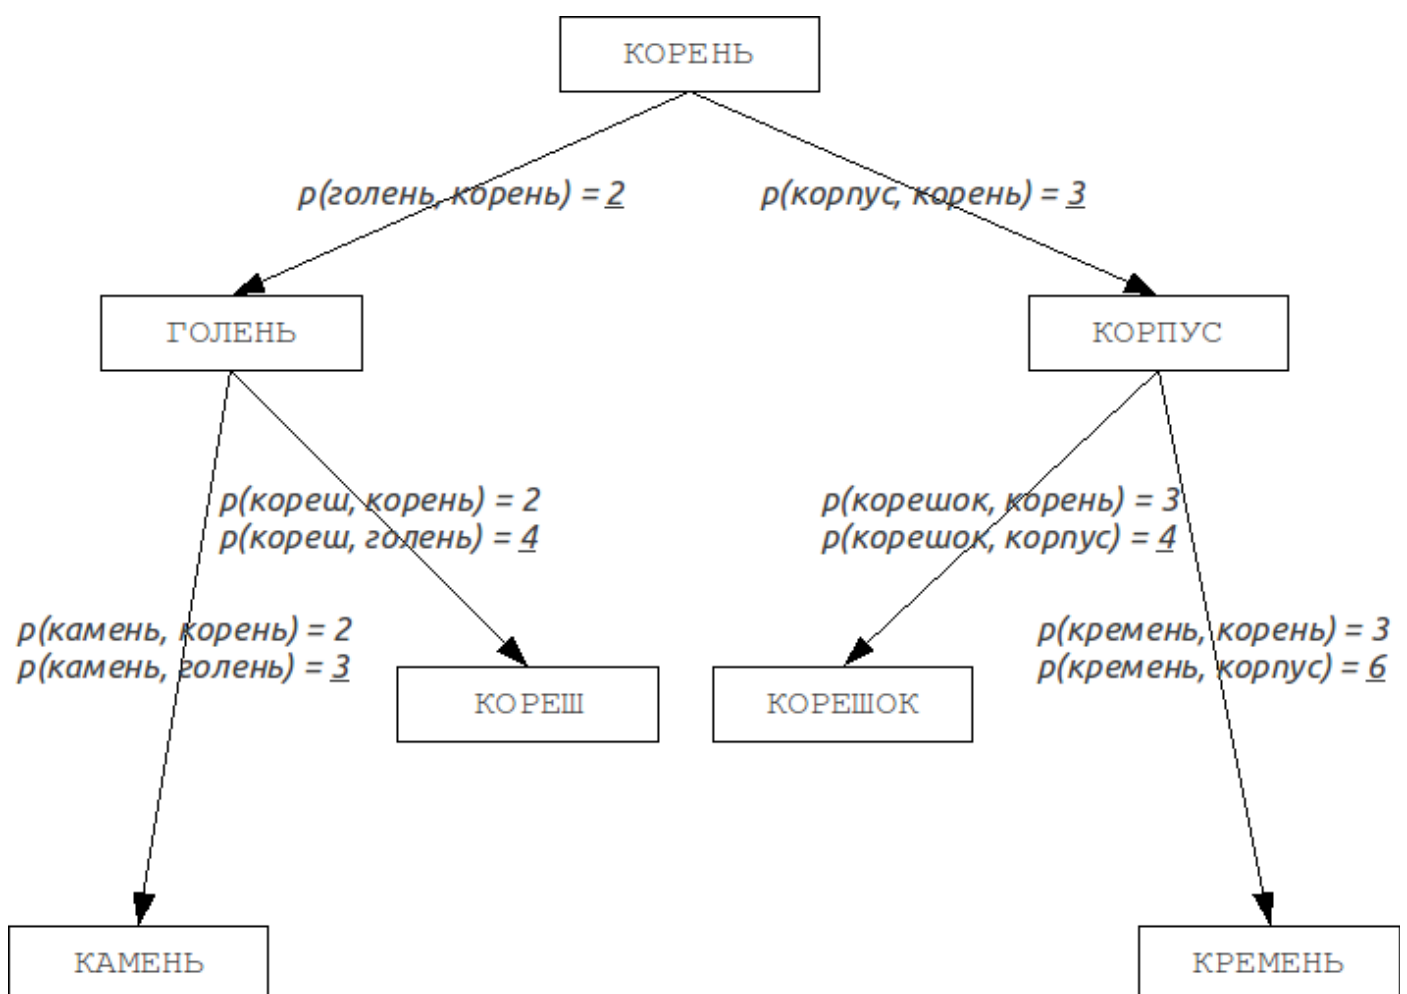 КОРЕНЬ
p(голень, корень) = 2
p(корпус, корень) = 3
ГОЛЕНЬ
КОРПУС
p(кореш, корень) = 2
p(кореш, голень) = 4
p(корешок, корень) = 3
p(корешок, корпус) = 4
p(камень, корень) = 2
p(камень, голень) = 3
p(кремень, корень) = 3
p(кремень, корпус) = 6
КОРЕШ
КОРЕШОК
КАМЕНЬ
КРЕМЕНЬ